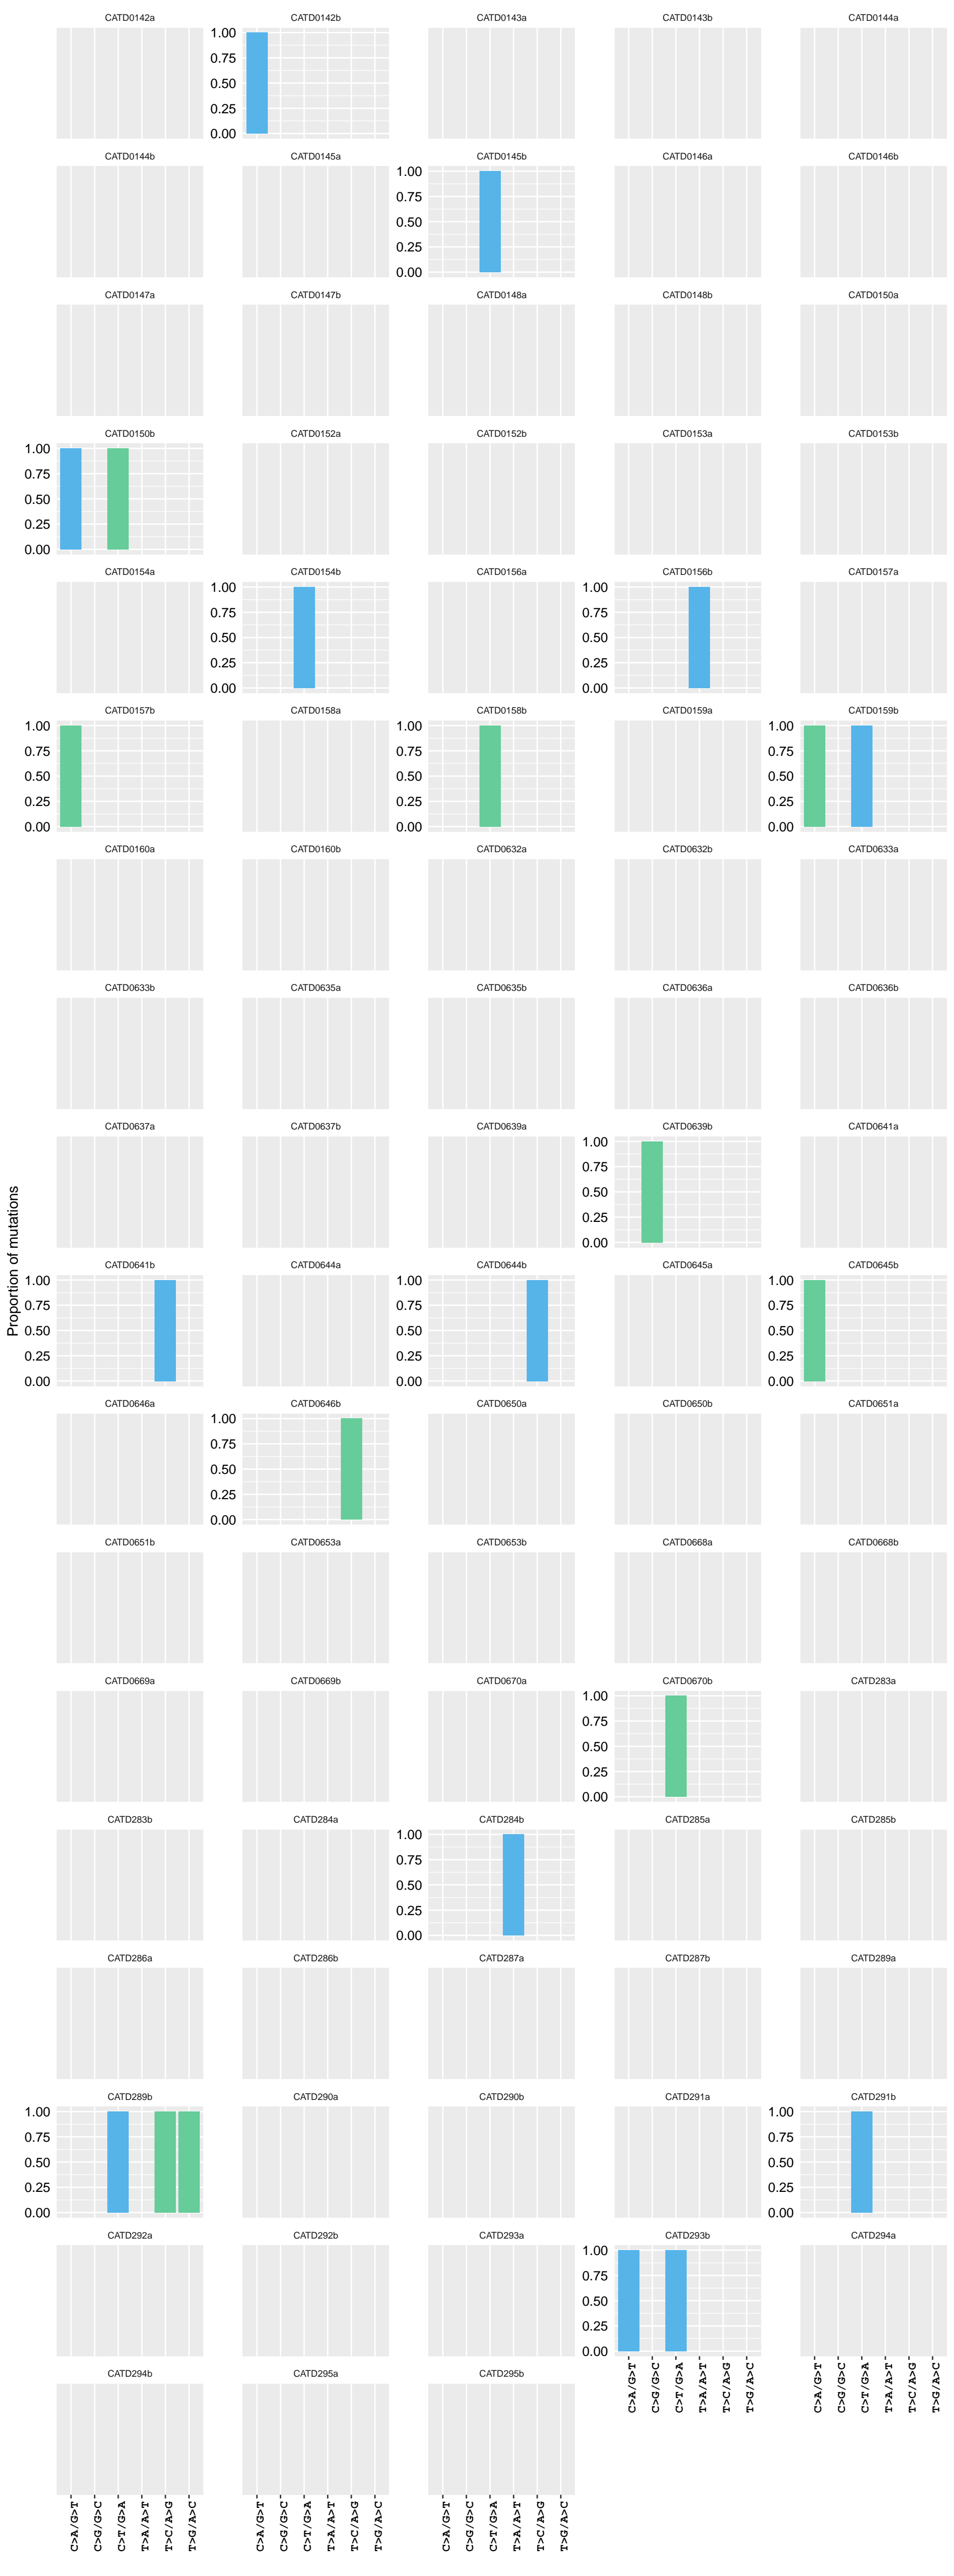 CATD0142a CATD0142b CATD0143a CATD0143b CATD0144a
1.00
0.75
0.50
0.25
0.00
CATD0144b CATD0145a CATD0145b CATD0146a CATD0146b
1.00
0.75
0.50
0.25
0.00
CATD0147a CATD0147b CATD0148a CATD0148b CATD0150a
CATD0150b CATD0152a CATD0152b CATD0153a CATD0153b
1.00
0.75
0.50
0.25
0.00
CATD0154a CATD0154b CATD0156a CATD0156b CATD0157a
1.00 1.00
0.75 0.75
0.50 0.50
0.25 0.25
0.00 0.00
CATD0157b CATD0158a CATD0158b CATD0159a CATD0159b
1.00 1.00 1.00
0.75 0.75 0.75
0.50 0.50 0.50
0.25 0.25 0.25
0.00 0.00 0.00
CATD0160a CATD0160b CATD0632a CATD0632b CATD0633a
CATD0633b CATD0635a CATD0635b CATD0636a CATD0636b
CATD0637a CATD0637b CATD0639a CATD0639b CATD0641a
1.00
0.75
0.50
0.25
0.00
Proportion of mutations
CATD0641b CATD0644a CATD0644b CATD0645a CATD0645b
1.00 1.00 1.00
0.75 0.75 0.75
0.50 0.50 0.50
0.25 0.25 0.25
0.00 0.00 0.00
CATD0646a CATD0646b CATD0650a CATD0650b CATD0651a
1.00
0.75
0.50
0.25
0.00
CATD0651b CATD0653a CATD0653b CATD0668a CATD0668b
CATD0669a CATD0669b CATD0670a CATD0670b CATD283a
1.00
0.75
0.50
0.25
0.00
CATD283b CATD284a CATD284b CATD285a CATD285b
1.00
0.75
0.50
0.25
0.00
CATD286a CATD286b CATD287a CATD287b CATD289a
CATD289b CATD290a CATD290b CATD291a CATD291b
1.00 1.00
0.75 0.75
0.50 0.50
0.25 0.25
0.00 0.00
CATD292a CATD292b CATD293a CATD293b CATD294a
1.00
0.75
0.50
0.25
0.00
C>A/G>T C>G/G>C C>T/G>A T>A/A>T T>C/A>G T>G/A>C C>A/G>T C>G/G>C C>T/G>A T>A/A>T T>C/A>G T>G/A>C
CATD294b CATD295a CATD295b
C>A/G>T C>G/G>C C>T/G>A T>A/A>T T>C/A>G T>G/A>C C>A/G>T C>G/G>C C>T/G>A T>A/A>T T>C/A>G T>G/A>C C>A/G>T C>G/G>C C>T/G>A T>A/A>T T>C/A>G T>G/A>C